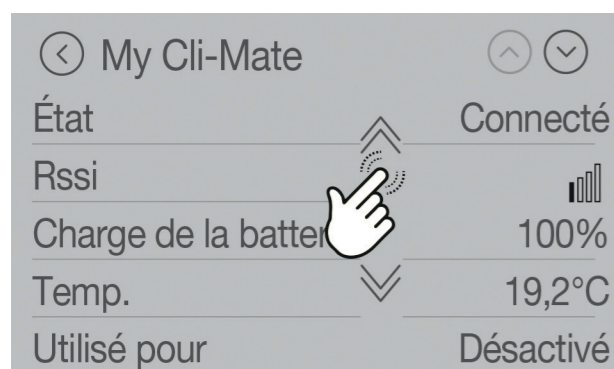 My Cli-Mate
État Connecté
Rssi
Charge de la batter 100%
Temp. 19,2°C
Utilisé pour Désactivé